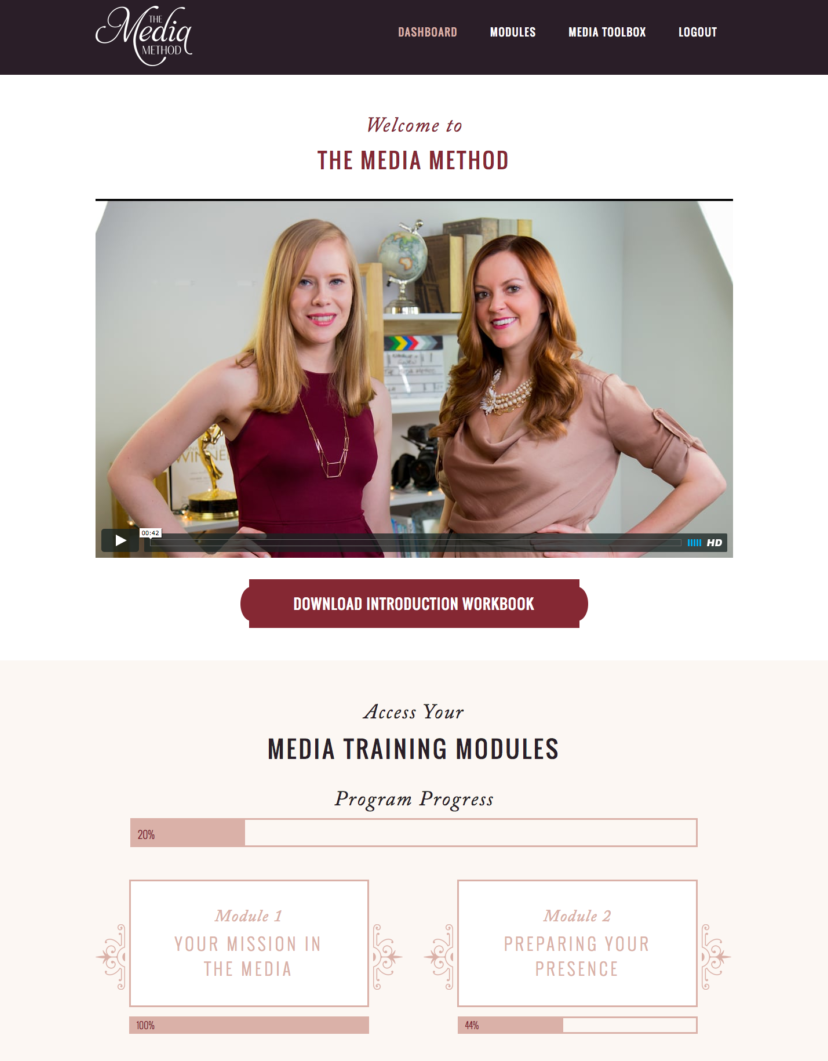 THE
Media
METHOD
DASHBOARD MODULES MEDIA TOOLBOX LOGOUT
Welcome to
THE MEDIA METHOD
WINNE
00:42 HD
DOWNLOAD INTRODUCTION WORKBOOK
Access Your
MEDIA TRAINING MODULES
Program Progress
20%
Module 1
YOUR MISSION IN
THE MEDIA
100%
Module 2
PREPARING YOUR
PRESENCE
44%